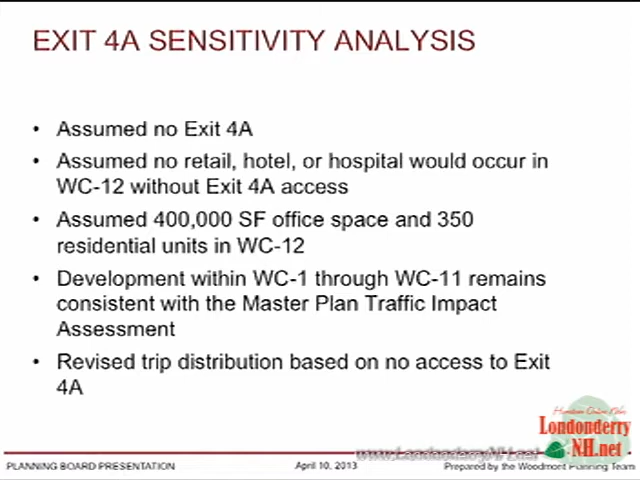 EXIT 4A SENSITIVITY ANALYSIS
• Assumed no Exit 4A
• Assumed no retail, hotel, or hospital would occur in
WC-12 without Exit 4A access
• Assumed 400,000 SF office space and 350
residential units in WC-12
• Development within WC-1 through WC-11 remains
consistent with the Master Plan Traffic Impact
Assessment
• Revised trip distribution based on no access to Exit
4A
Londonderry
NH.net
www.LondonderryNH.net
PLANNING BOARD PRESENTATION
April 10, 2013
Prepared by the Woodmont Planning Team